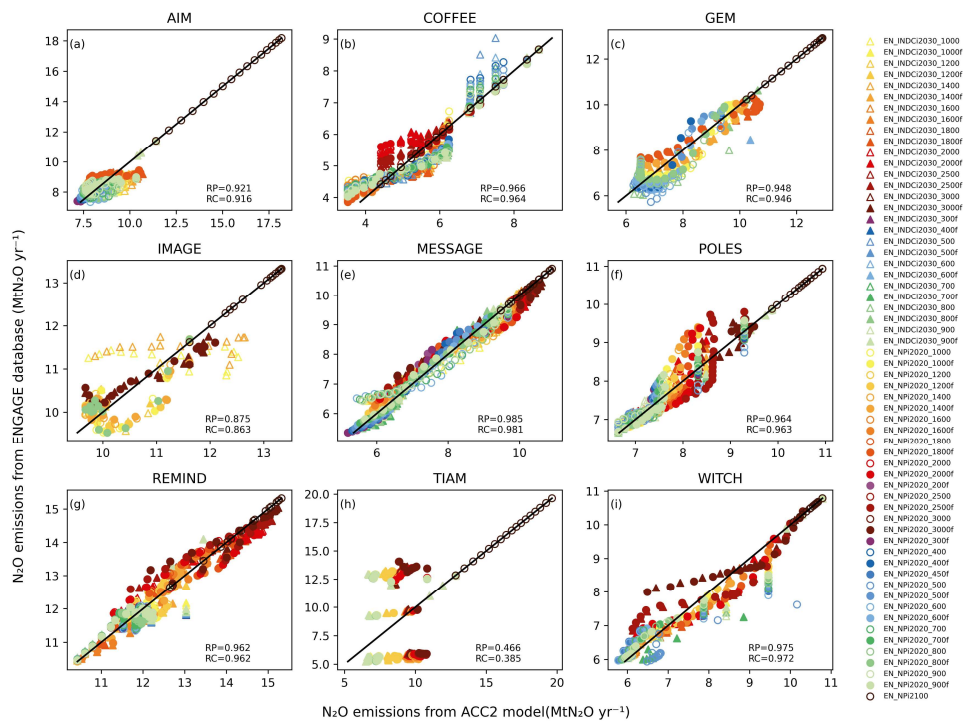 AIM
COFFEE
GEM
(a)
(b)
(c)
18
16
14
12
10
8
7.5
10.0
12.5
15.0
17.5
RP=0.921
RC=0.916
9
8
7
6
5
4
4
6
8
RP=0.966
RC=0.964
12
10
8
6
6
8
10
12
RP=0.948
RC=0.946
IMAGE
MESSAGE
POLES
(d)
(e)
(f)
13
12
11
10
10
11
12
13
RP=0.875
RC=0.863
11
10
9
8
7
6
6
8
10
RP=0.985
RC=0.981
11
10
9
8
7
7
8
9
10
11
RP=0.964
RC=0.963
REMIND
TIAM
WITCH
(g)
(h)
(i)
15
14
13
12
11
11
12
13
14
15
RP=0.962
RC=0.962
20.0
17.5
15.0
12.5
10.0
7.5
5.0
5
10
15
20
RP=0.466
RC=0.385
11
10
9
8
7
6
6
7
8
9
10
11
RP=0.975
RC=0.972
N₂O emissions from ENGAGE database (MtN₂O yr⁻¹)
N₂O emissions from ACC2 model(MtN₂O yr⁻¹)
EN_INDCi2030_1000
EN_INDCi2030_1000f
EN_INDCi2030_1200
EN_INDCi2030_1200f
EN_INDCi2030_1400
EN_INDCi2030_1400f
EN_INDCi2030_1600
EN_INDCi2030_1600f
EN_INDCi2030_1800
EN_INDCi2030_1800f
EN_INDCi2030_2000
EN_INDCi2030_2000f
EN_INDCi2030_2500
EN_INDCi2030_2500f
EN_INDCi2030_3000
EN_INDCi2030_3000f
EN_INDCi2030_300f
EN_INDCi2030_400f
EN_INDCi2030_500
EN_INDCi2030_500f
EN_INDCi2030_600
EN_INDCi2030_600f
EN_INDCi2030_700
EN_INDCi2030_700f
EN_INDCi2030_800
EN_INDCi2030_800f
EN_INDCi2030_900
EN_INDCi2030_900f
EN_NPi2020_1000
EN_NPi2020_1000f
EN_NPi2020_1200
EN_NPi2020_1200f
EN_NPi2020_1400
EN_NPi2020_1400f
EN_NPi2020_1600
EN_NPi2020_1600f
EN_NPi2020_1800
EN_NPi2020_1800f
EN_NPi2020_2000
EN_NPi2020_2000f
EN_NPi2020_200f
EN_NPi2020_2500
EN_NPi2020_2500f
EN_NPi2020_3000
EN_NPi2020_3000f
EN_NPi2020_300f
EN_NPi2020_400
EN_NPi2020_400f
EN_NPi2020_450f
EN_NPi2020_500
EN_NPi2020_500f
EN_NPi2020_600
EN_NPi2020_600f
EN_NPi2020_700
EN_NPi2020_700f
EN_NPi2020_800
EN_NPi2020_800f
EN_NPi2020_900
EN_NPi2020_900f
EN_NPi2100